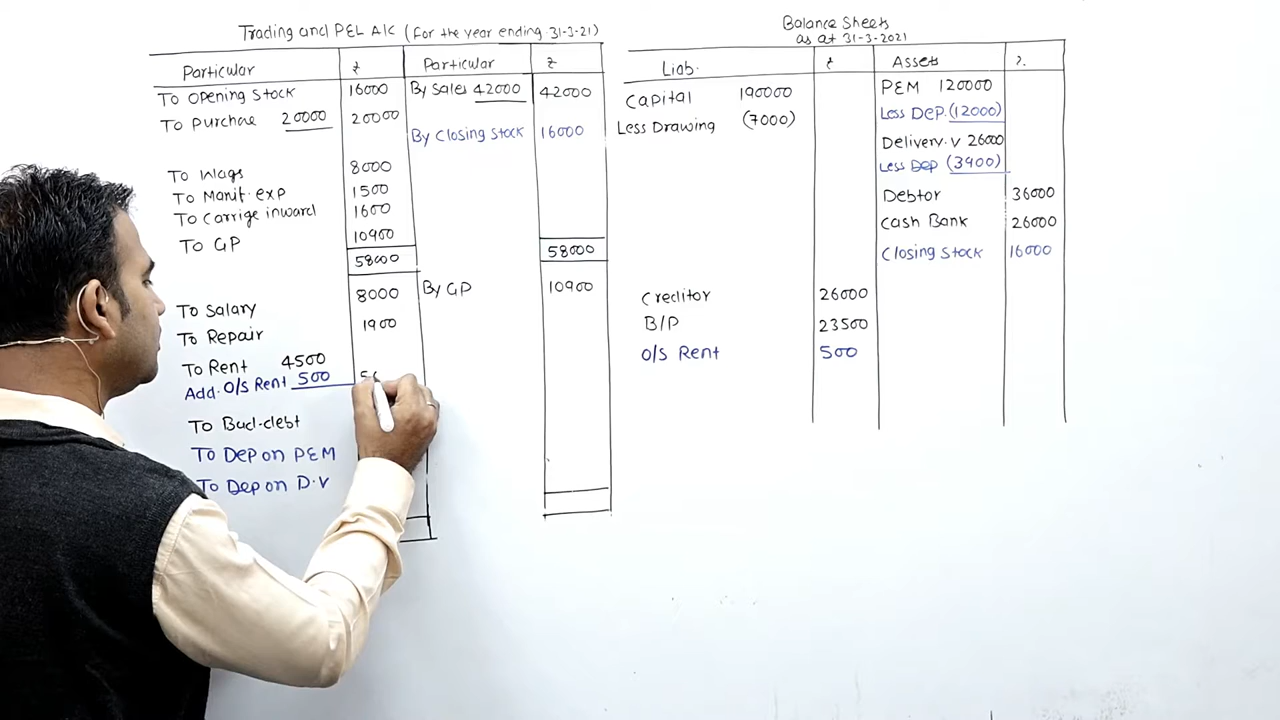 Trading and P&L A/C (For the year ending 31-3-21)
Particular ₹ Particular ₹
To Opening Stock 16000 By Sales 42000 42000
To Purchase 20000 20000
By Closing Stock 16000
To Wags 8000
To Manit. exp 1500
To Carrige inward 1600
To GP 10900
58000 58000
By GP 10900
To Salary 8000
To Repair 1900
To Rent 4500
Add. O/S Rent 500
To Bad-debt
To Dep on P&M
To Dep on D.V
Balance Sheets
as at 31-3-2021
Liab. ₹ Assets ₹.
Capital 190000
Less Drawing (7000)
Creditor 26000
B/P 23500
O/S Rent 500
P&M 120000
Less Dep. (12000)
Delivery.V 26000
Less Dep (3900)
Debtor 36000
Cash Bank 26000
Closing Stock 16000